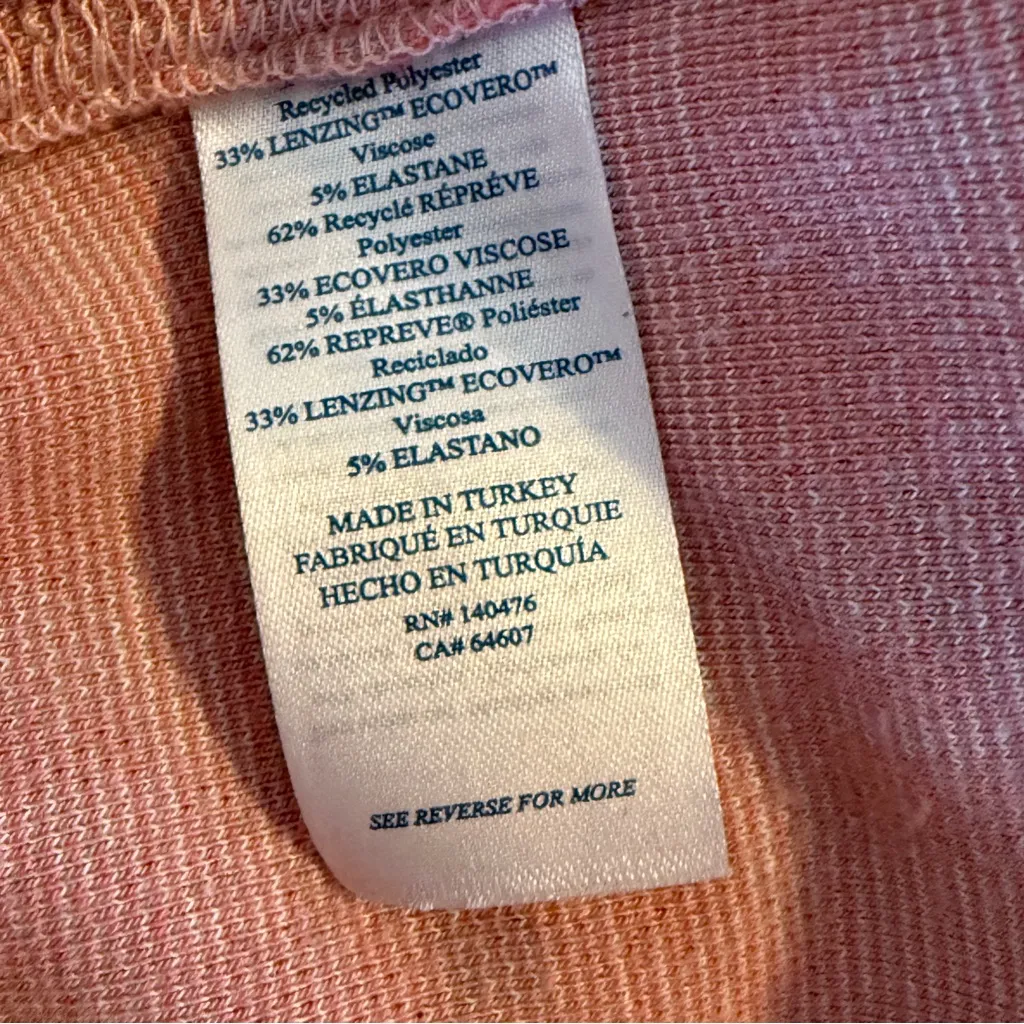 Recycled Polyester
33% LENZING™ ECOVERO™
Viscose
5% ELASTANE
62% Recyclé RÉPRÉVE
Polyester
33% ECOVERO VISCOSE
5% ÉLASTHANNE
62% REPREVE® Poliéster
Reciclado
33% LENZING™ ECOVERO™
Viscosa
5% ELASTANO
MADE IN TURKEY
FABRIQUÉ EN TURQUIE
HECHO EN TURQUÍA
RN# 140476
CA# 64607
SEE REVERSE FOR MORE